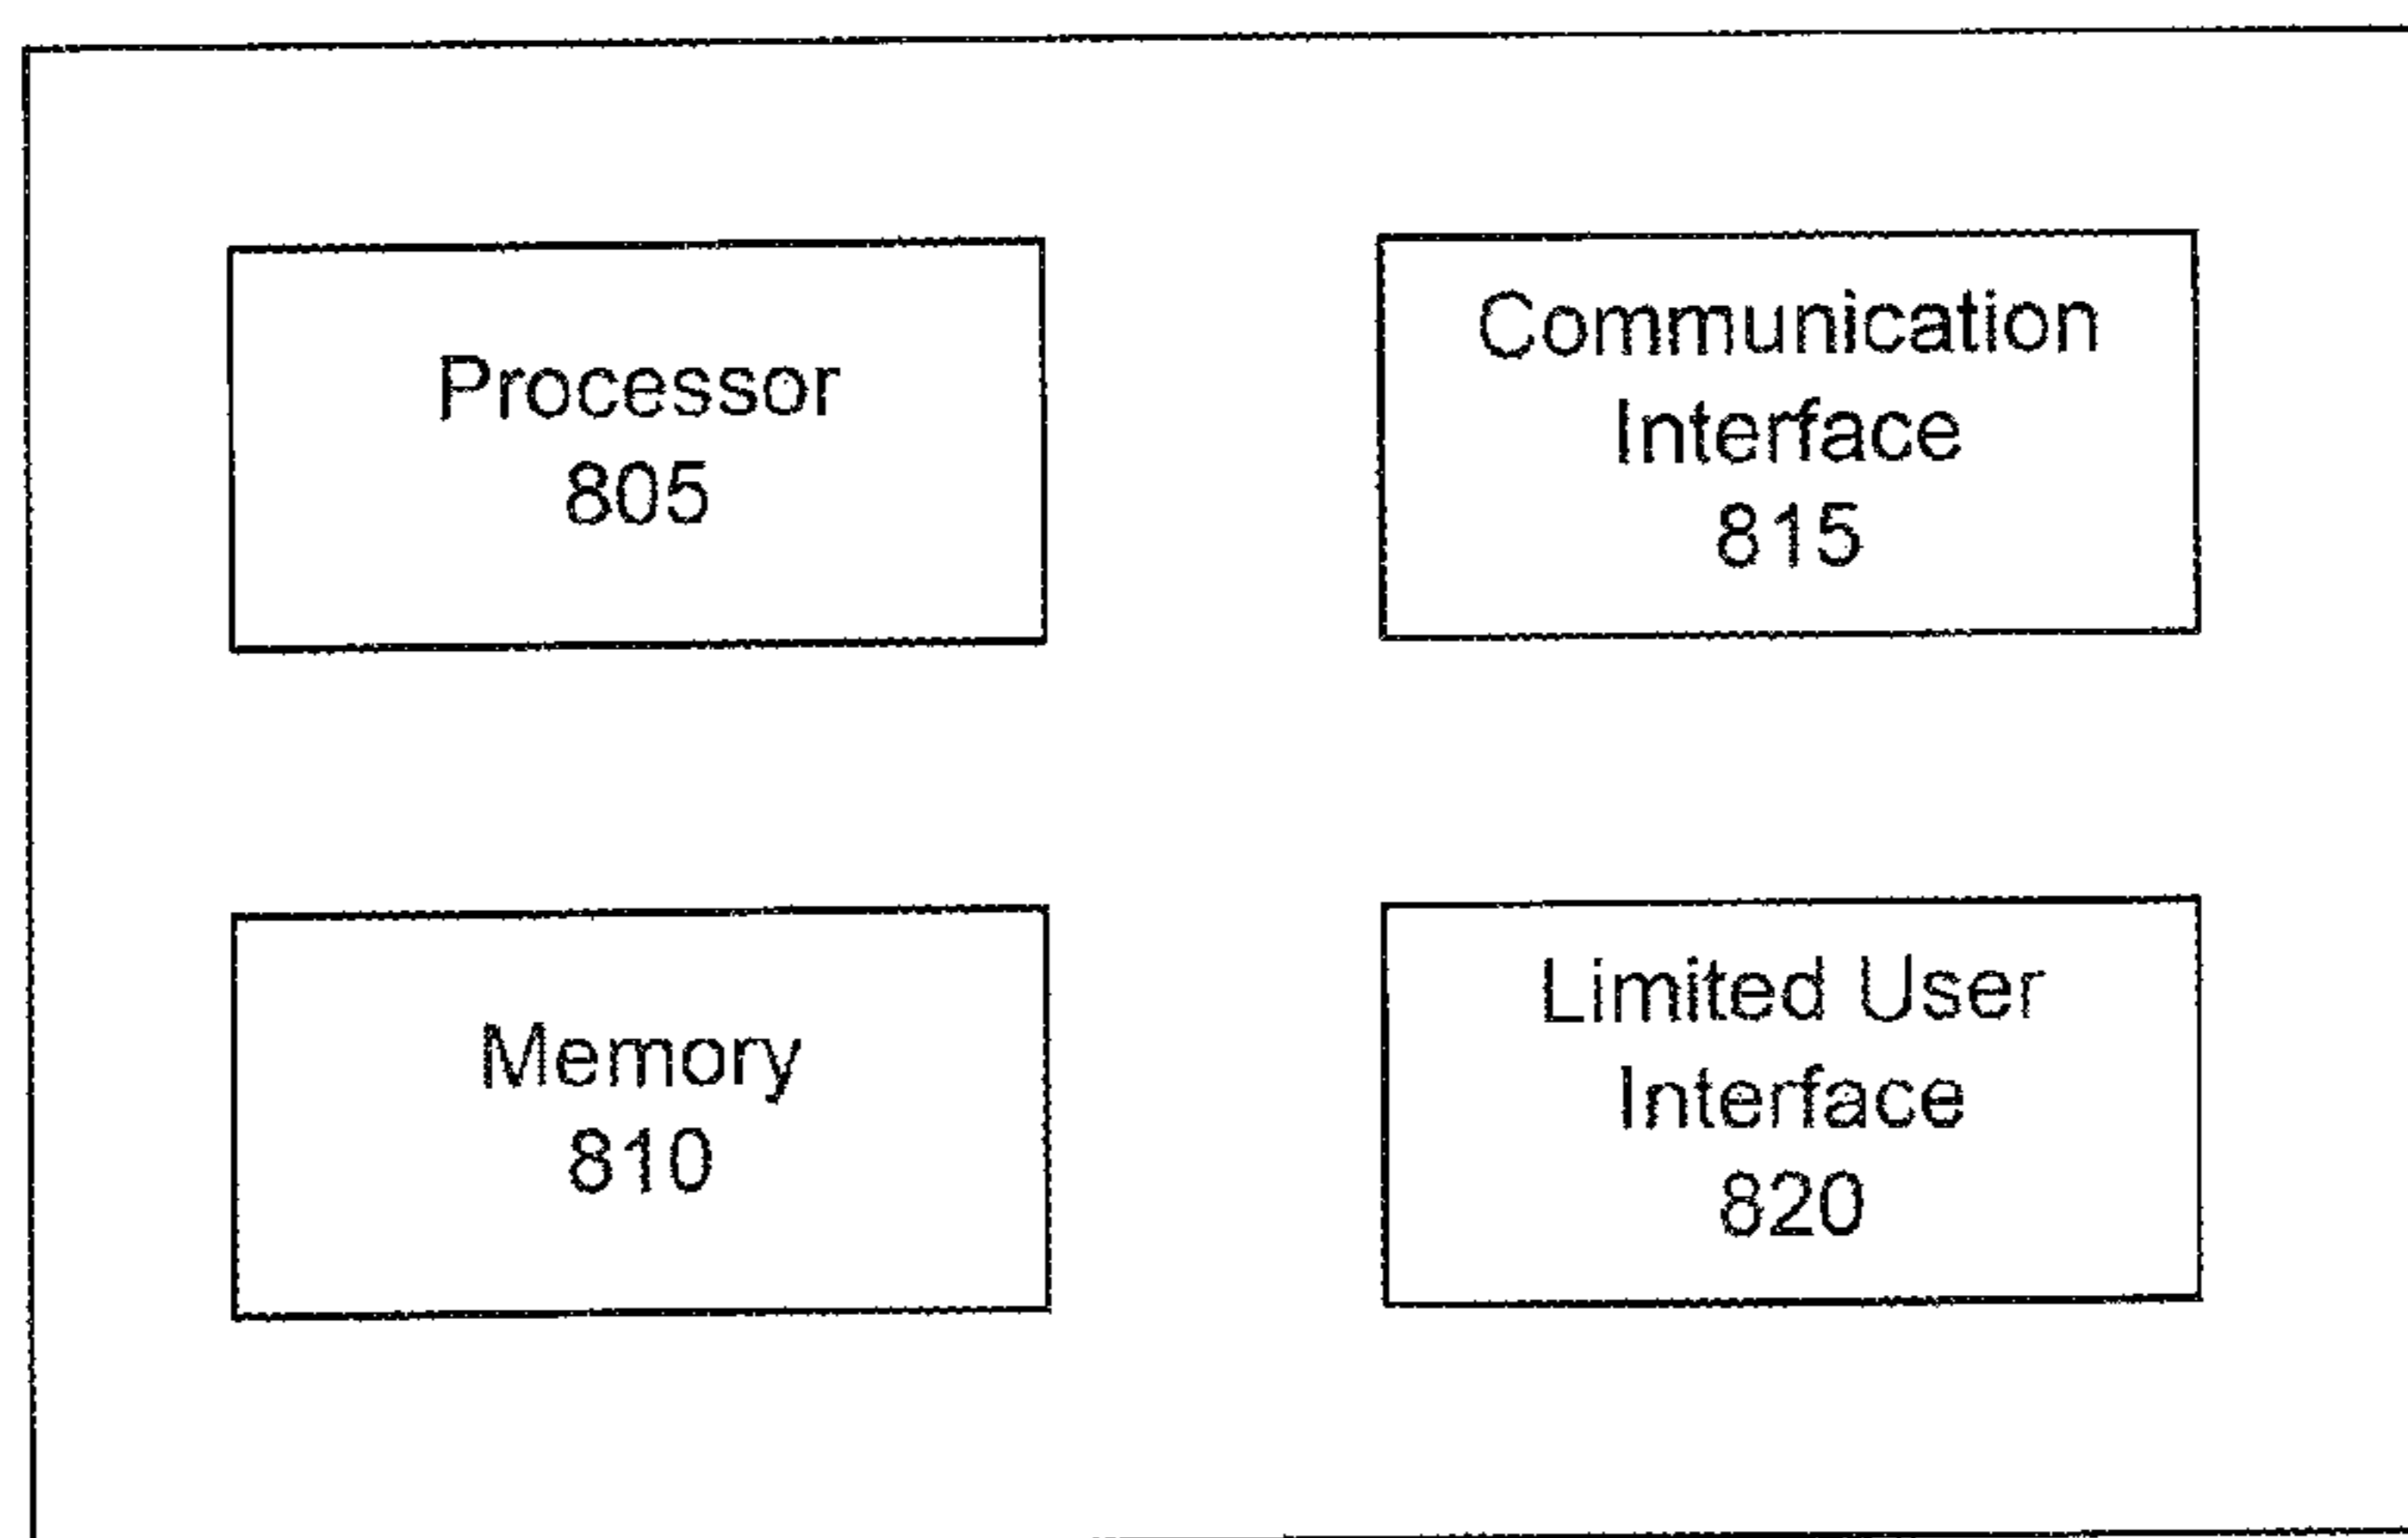 Processor
805
Communication
Interface
815
Memory
810
Limited User
Interface
820